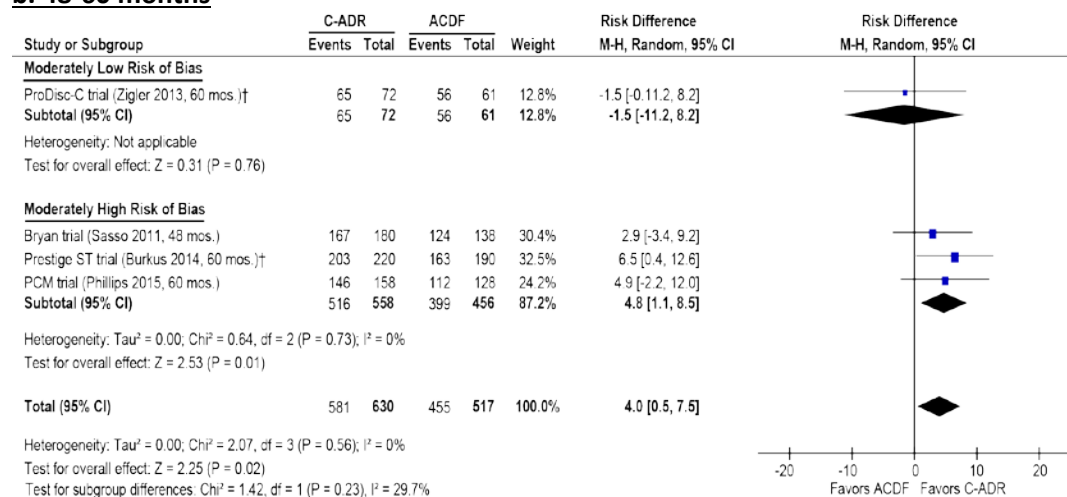 b. 48-60 months
C-ADR ACDF Risk Difference Risk Difference
Study or Subgroup Events Total Events Total Weight M-H, Random, 95% CI M-H, Random, 95% CI
Moderately Low Risk of Bias
ProDisc-C trial (Zigler 2013, 60 mos.)† 65 72 56 61 12.8% -1.5 [-0.11.2, 8.2]
Subtotal (95% CI) 65 72 56 61 12.8% -1.5 [-11.2, 8.2]
Heterogeneity: Not applicable
Test for overall effect: Z = 0.31 (P = 0.76)
Moderately High Risk of Bias
Bryan trial (Sasso 2011, 48 mos.) 167 180 124 138 30.4% 2.9 [-3.4, 9.2]
Prestige ST trial (Burkus 2014, 60 mos.)† 203 220 163 190 32.5% 6.5 [0.4, 12.6]
PCM trial (Phillips 2015, 60 mos.) 146 158 112 128 24.2% 4.9 [-2.2, 12.0]
Subtotal (95% CI) 516 558 399 456 87.2% 4.8 [1.1, 8.5]
Heterogeneity: Tau² = 0.00; Chi² = 0.64, df = 2 (P = 0.73); I² = 0%
Test for overall effect: Z = 2.53 (P = 0.01)
Total (95% CI) 581 630 455 517 100.0% 4.0 [0.5, 7.5]
Heterogeneity: Tau² = 0.00; Chi² = 2.07, df = 3 (P = 0.56); I² = 0%
Test for overall effect: Z = 2.25 (P = 0.02)
Test for subgroup differences: Chi² = 1.42, df = 1 (P = 0.23), I² = 29.7%
-20 -10 0 10 20
Favors ACDF Favors C-ADR